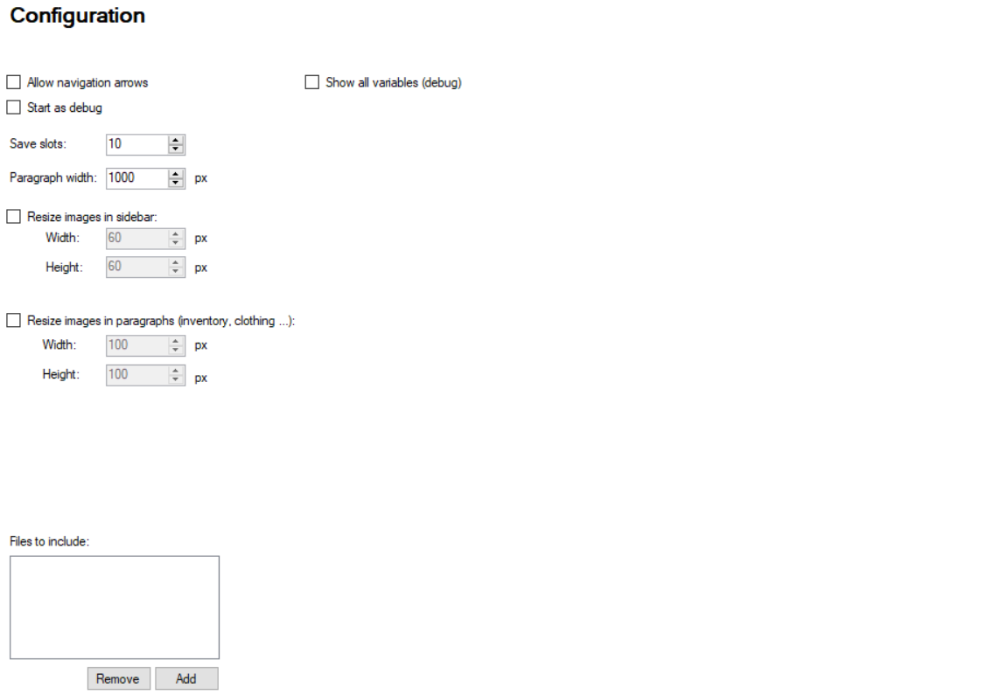 Configuration
Allow navigation arrows Show all variables (debug)
Start as debug
Save slots: 10
Paragraph width: 1000 px
Resize images in sidebar:
Width: 60 px
Height: 60 px
Resize images in paragraphs (inventory, clothing ...):
Width: 100 px
Height: 100 px
Files to include:
Remove Add